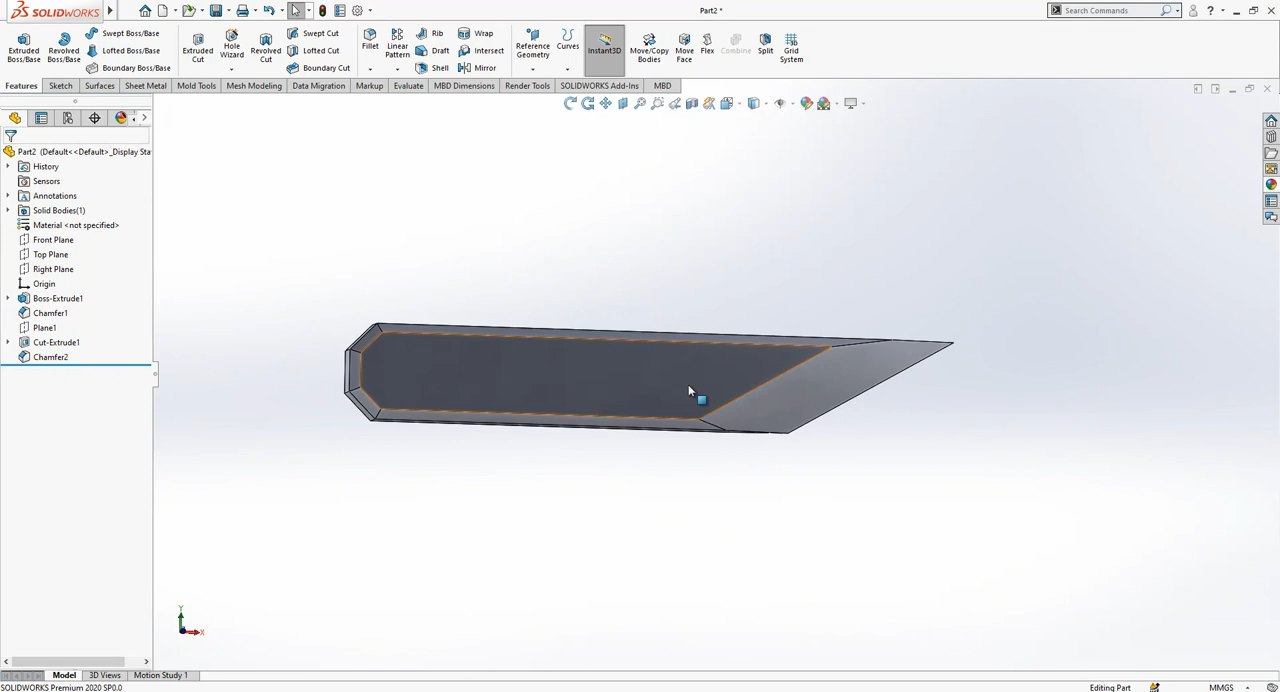 SOLIDWORKS
Part2 *
Search Commands
Extruded Boss/Base
Revolved Boss/Base
Swept Boss/Base
Lofted Boss/Base
Boundary Boss/Base
Extruded Cut
Hole Wizard
Revolved Cut
Swept Cut
Lofted Cut
Boundary Cut
Fillet
Linear Pattern
Rib
Draft
Shell
Wrap
Intersect
Mirror
Reference Geometry
Curves
Instant3D
Move/Copy Bodies
Move Face
Flex
Combine
Split
Grid System
Features
Sketch
Surfaces
Sheet Metal
Mold Tools
Mesh Modeling
Data Migration
Markup
Evaluate
MBD Dimensions
Render Tools
SOLIDWORKS Add-Ins
MBD
Part2 (Default<<Default>_Display Sta
History
Sensors
Annotations
Solid Bodies(1)
Material <not specified>
Front Plane
Top Plane
Right Plane
Origin
Boss-Extrude1
Chamfer1
Plane1
Cut-Extrude1
Chamfer2
Y
X
Model
3D Views
Motion Study 1
SOLIDWORKS Premium 2020 SP0.0
Editing Part
MMGS